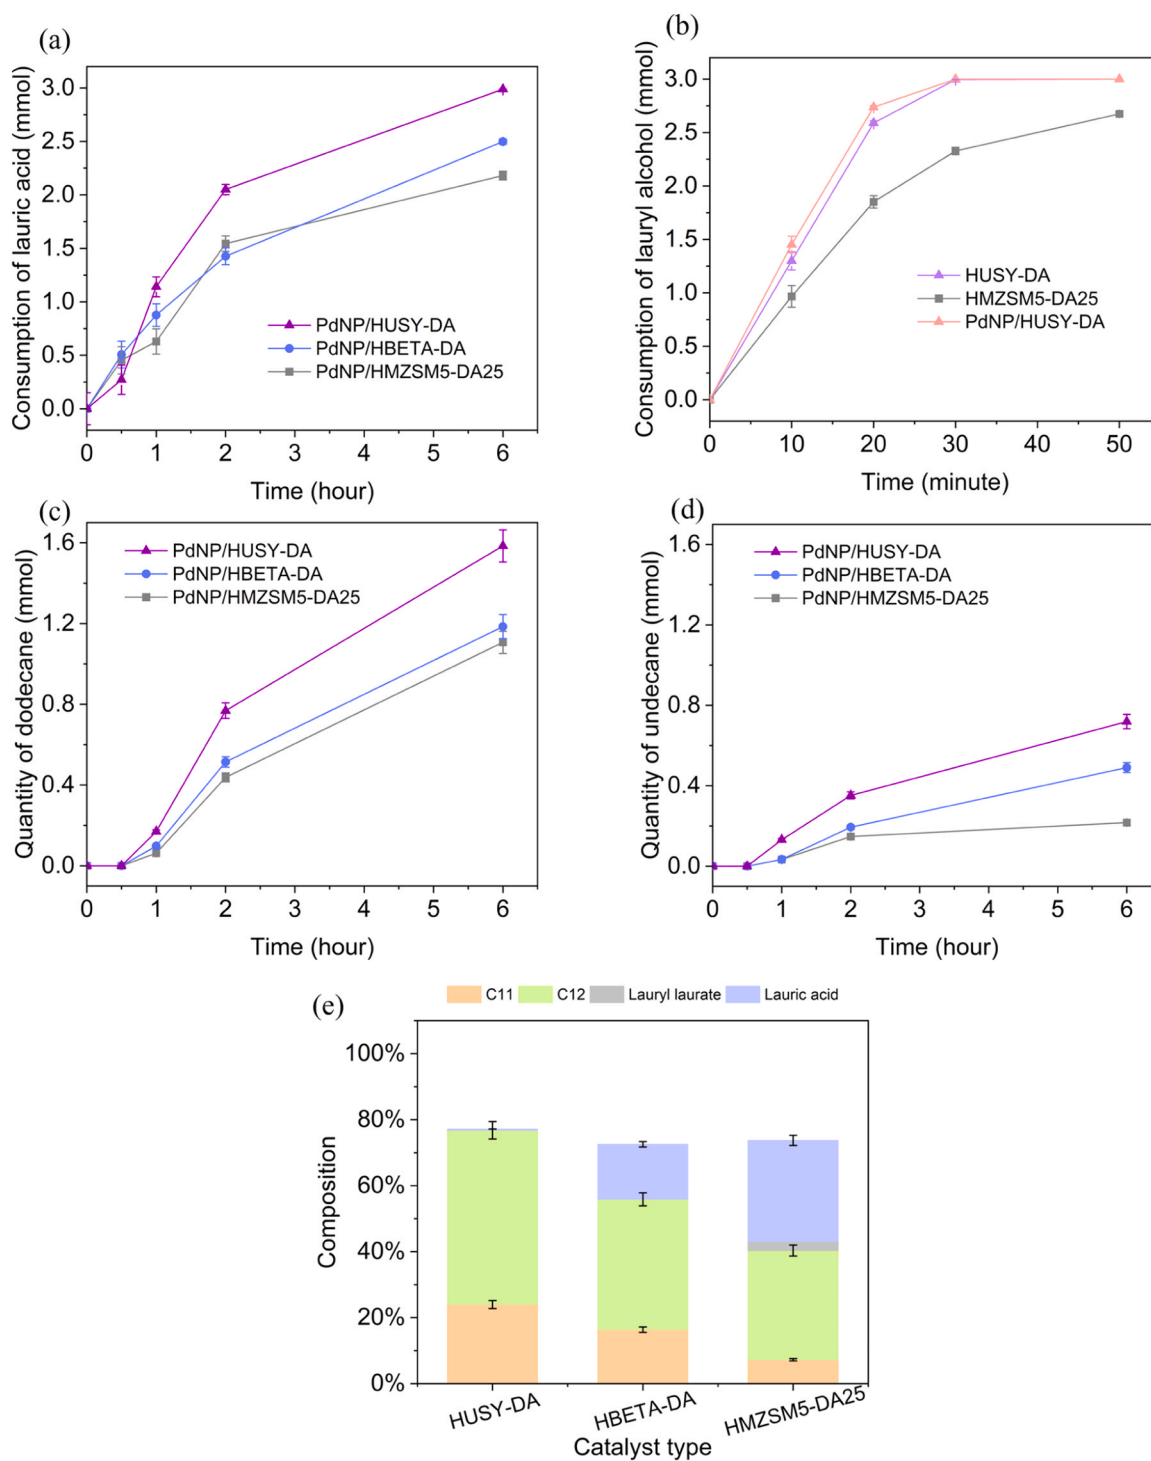 (a)
Consumption of lauric acid (mmol)
3.0
2.5
2.0
1.5
1.0
0.5
0.0
PdNP/HUSY-DA
PdNP/HBETA-DA
PdNP/HMZSM5-DA25
0 1 2 3 4 5 6
Time (hour)
(b)
Consumption of lauryl alcohol (mmol)
3.0
2.5
2.0
1.5
1.0
0.5
0.0
HUSY-DA
HMZSM5-DA25
PdNP/HUSY-DA
0 10 20 30 40 50
Time (minute)
(c)
Quantity of dodecane (mmol)
1.6
1.2
0.8
0.4
0.0
PdNP/HUSY-DA
PdNP/HBETA-DA
PdNP/HMZSM5-DA25
0 1 2 3 4 5 6
Time (hour)
(d)
Quantity of undecane (mmol)
1.6
1.2
0.8
0.4
0.0
PdNP/HUSY-DA
PdNP/HBETA-DA
PdNP/HMZSM5-DA25
0 1 2 3 4 5 6
Time (hour)
(e)
C11 C12 Lauryl laurate Lauric acid
Composition
100%
80%
60%
40%
20%
0%
HUSY-DA HBETA-DA HMZSM5-DA25
Catalyst type